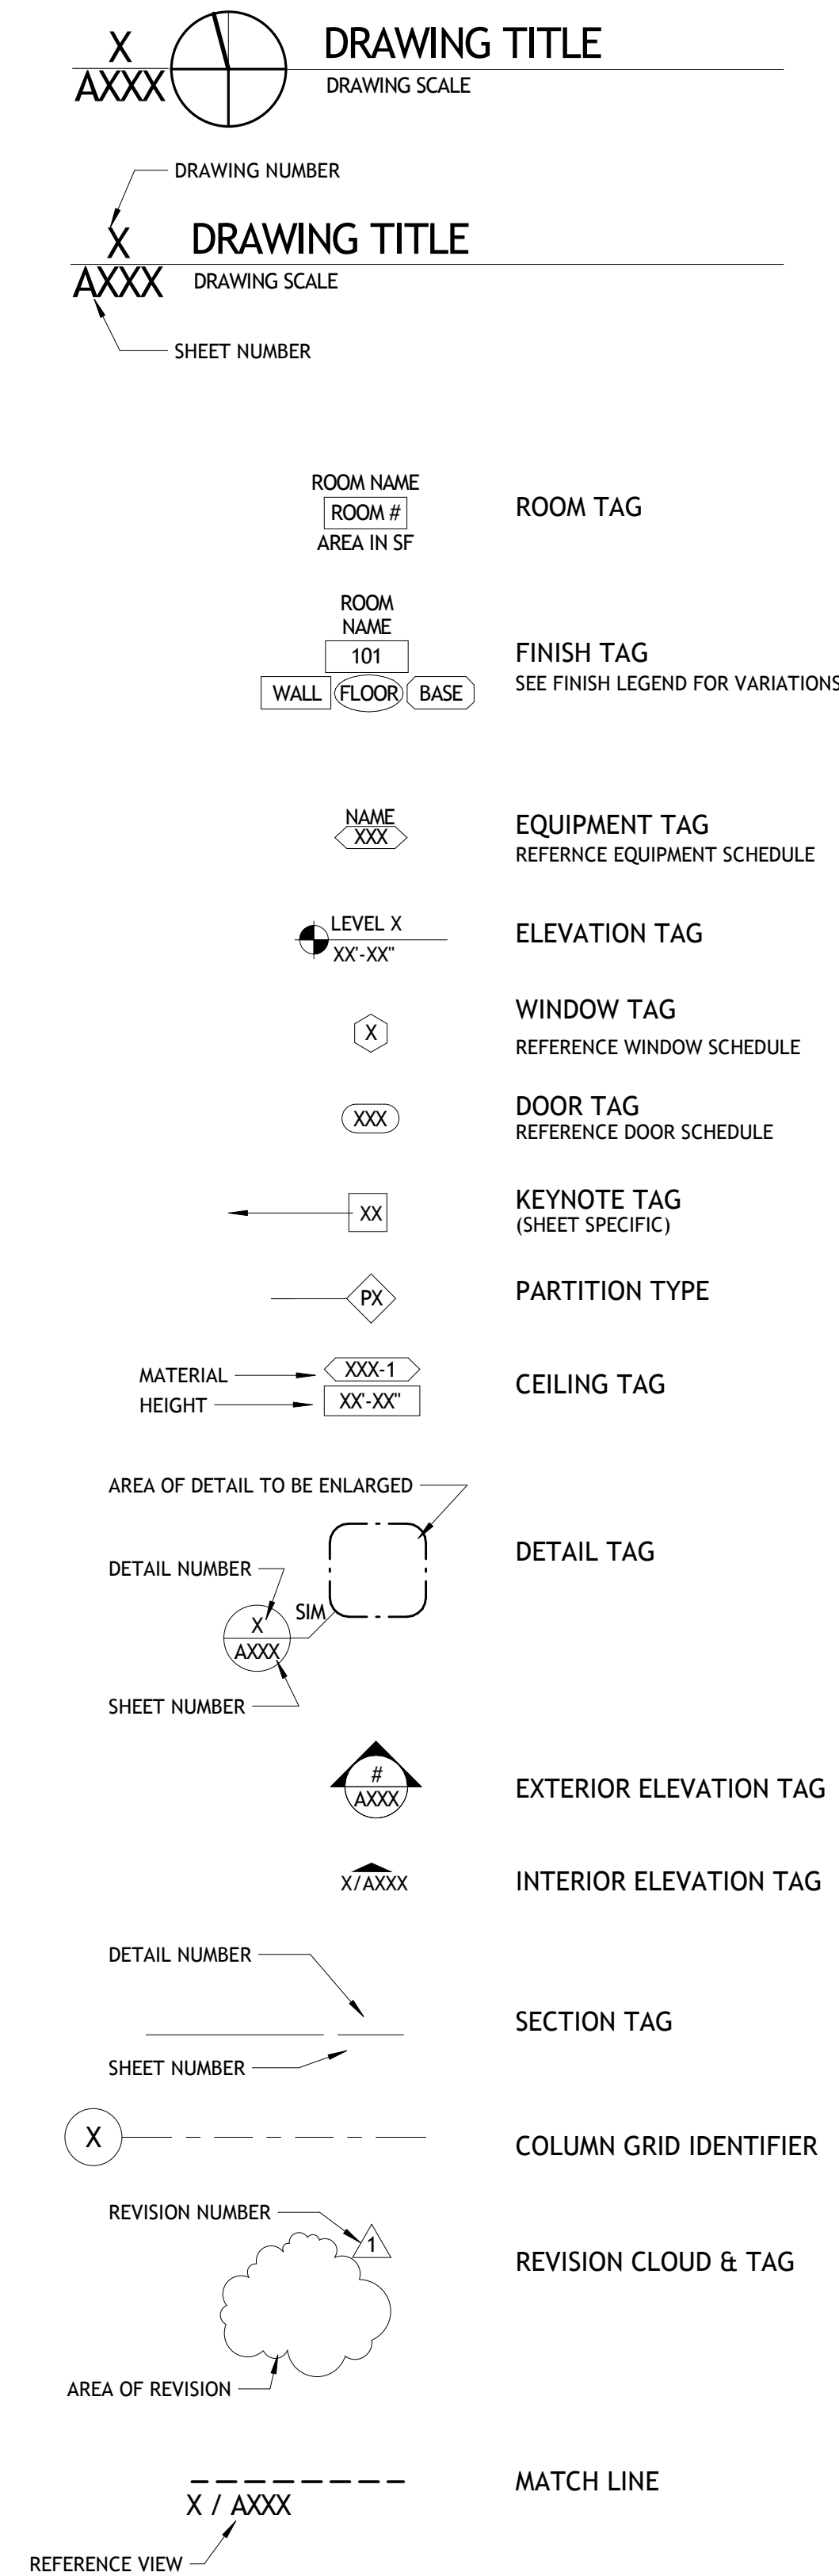 X
AXXX
DRAWING TITLE
DRAWING SCALE
DRAWING NUMBER
X
AXXX
DRAWING TITLE
DRAWING SCALE
SHEET NUMBER
ROOM NAME
ROOM #
AREA IN SF
ROOM TAG
ROOM
NAME
101
WALL FLOOR BASE
FINISH TAG
SEE FINISH LEGEND FOR VARIATIONS
NAME
XXX
EQUIPMENT TAG
REFERNCE EQUIPMENT SCHEDULE
LEVEL X
XX'-XX"
ELEVATION TAG
X
WINDOW TAG
REFERENCE WINDOW SCHEDULE
XXX
DOOR TAG
REFERENCE DOOR SCHEDULE
XX
KEYNOTE TAG
(SHEET SPECIFIC)
PX
PARTITION TYPE
MATERIAL
XXX-1
HEIGHT
XX'-XX"
CEILING TAG
AREA OF DETAIL TO BE ENLARGED
DETAIL NUMBER
SIM
X
AXXX
SHEET NUMBER
DETAIL TAG
#
AXXX
EXTERIOR ELEVATION TAG
X/AXXX
INTERIOR ELEVATION TAG
DETAIL NUMBER
SHEET NUMBER
SECTION TAG
X
COLUMN GRID IDENTIFIER
REVISION NUMBER
1
AREA OF REVISION
REVISION CLOUD & TAG
X / AXXX
REFERENCE VIEW
MATCH LINE